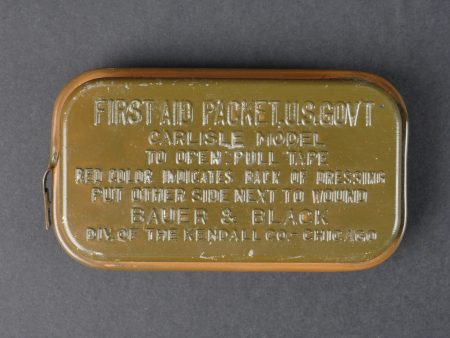 FIRST-AID PACKET, U.S. GOV'T
CARLISLE MODEL
TO OPEN: PULL TAPE
RED COLOR INDICATES BACK OF DRESSING
PUT OTHER SIDE NEXT TO WOUND
BAUER & BLACK
DIV. OF THE KENDALL CO.- CHICAGO